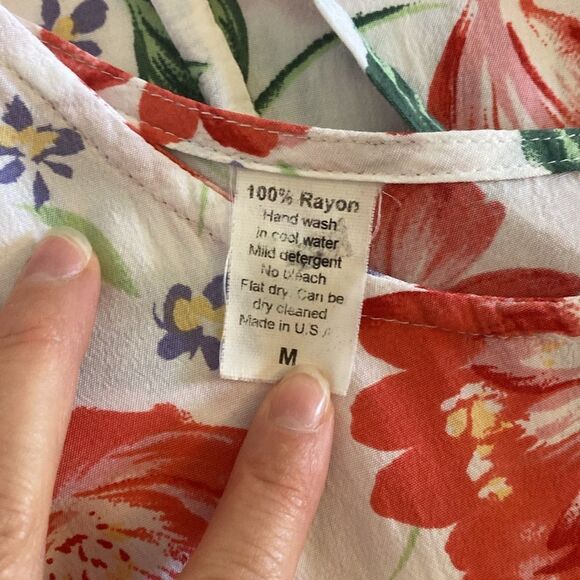 100% Rayon
Hand wash
in cool water
Mild detergent
No bleach
Flat dry. Can be
dry cleaned
Made in U.S.A
M